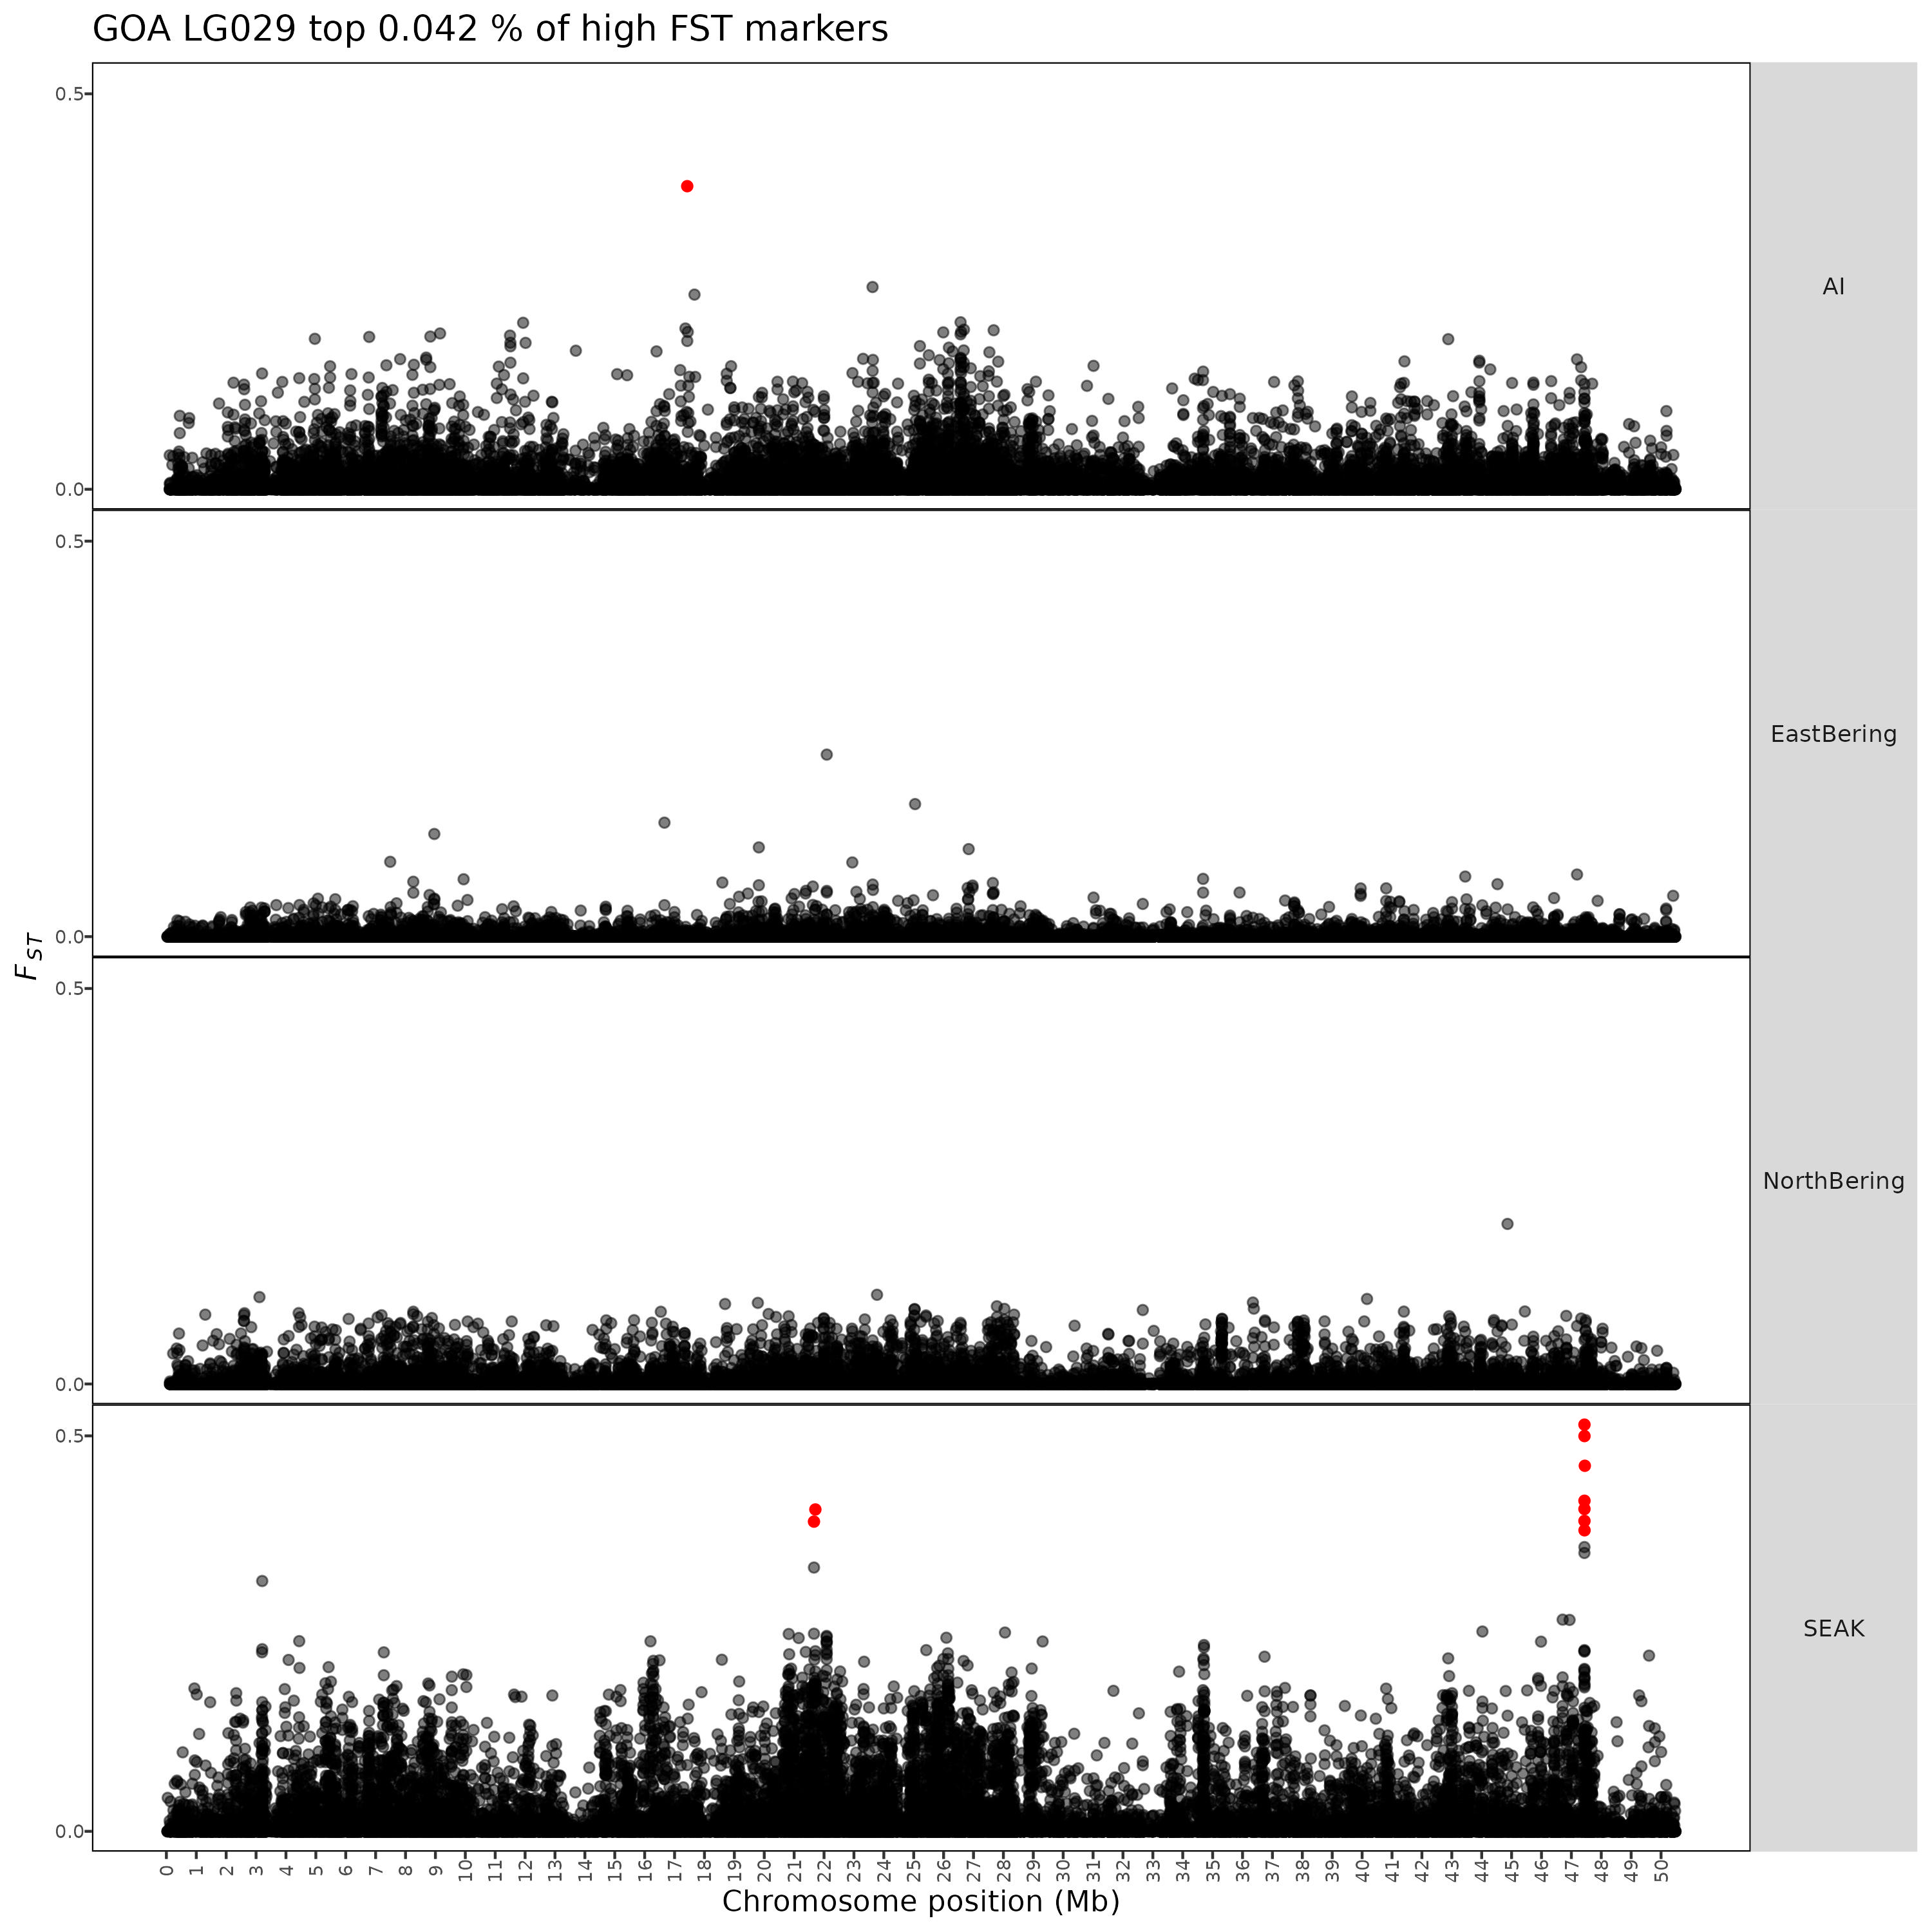 GOA LG029 top 0.042 % of high FST markers
0.5
0.0
AI
0.5
0.0
EastBering
0.5
0.0
NorthBering
0.5
0.0
SEAK
FST
0 1 2 3 4 5 6 7 8 9 10 11 12 13 14 15 16 17 18 19 20 21 22 23 24 25 26 27 28 29 30 31 32 33 34 35 36 37 38 39 40 41 42 43 44 45 46 47 48 49 50
Chromosome position (Mb)